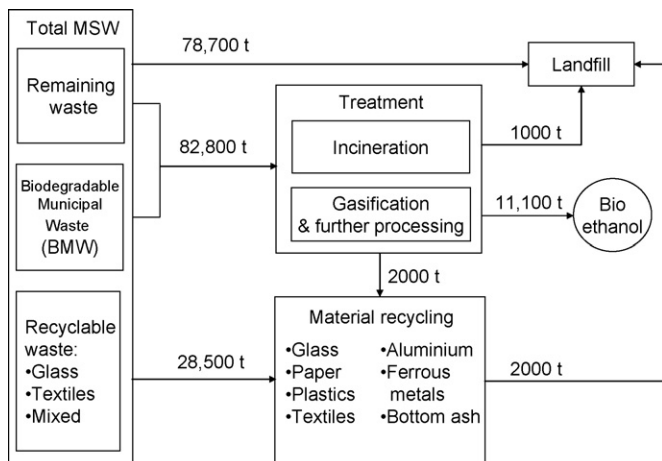 Total MSW
78,700 t
Landfill
Remaining
waste
Treatment
Incineration
1000 t
82,800 t
Biodegradable
Municipal
Waste
(BMW)
Gasification
& further processing
11,100 t
Bio
ethanol
2000 t
Recyclable
waste:
•Glass
•Textiles
•Mixed
28,500 t
Material recycling
•Glass
•Paper
•Plastics
•Textiles
•Aluminium
•Ferrous
metals
•Bottom ash
2000 t